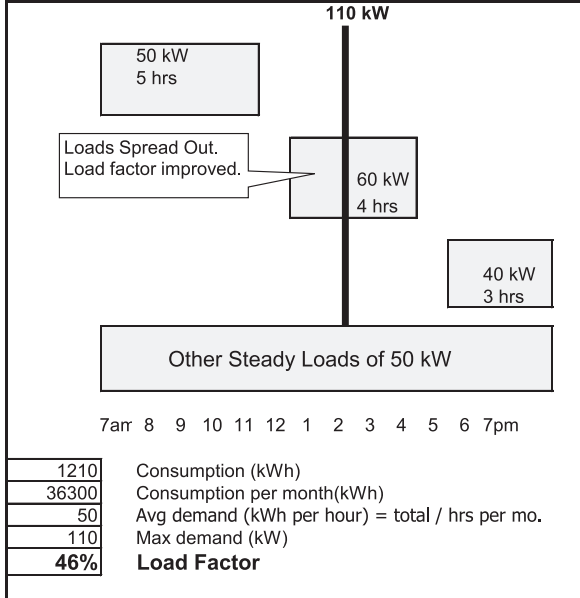 110 kW
50 kW
5 hrs
Loads Spread Out.
Load factor improved.
60 kW
4 hrs
40 kW
3 hrs
Other Steady Loads of 50 kW
7am 8 9 10 11 12 1 2 3 4 5 6 7pm
1210 Consumption (kWh)
36300 Consumption per month(kWh)
50 Avg demand (kWh per hour) = total / hrs per mo.
110 Max demand (kW)
46% Load Factor